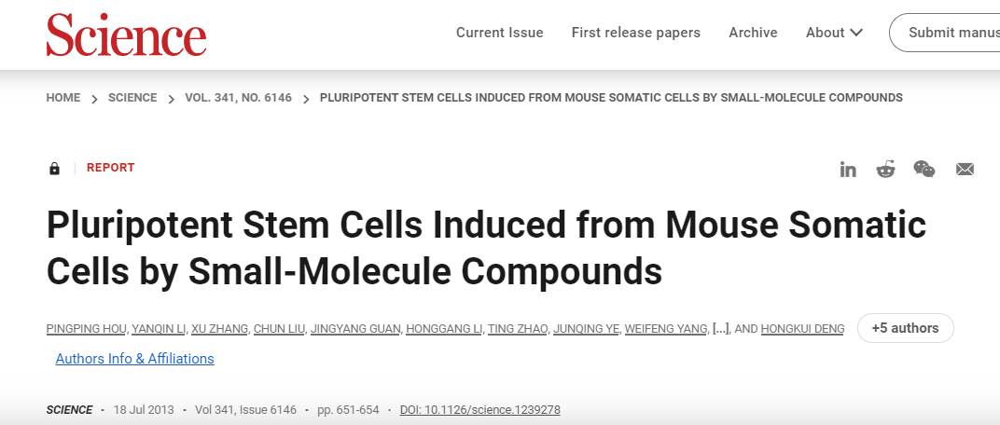 Science
Current Issue First release papers Archive About Submit manus
HOME > SCIENCE > VOL. 341, NO. 6146 > PLURIPOTENT STEM CELLS INDUCED FROM MOUSE SOMATIC CELLS BY SMALL-MOLECULE COMPOUNDS
REPORT
in
Pluripotent Stem Cells Induced from Mouse Somatic
Cells by Small-Molecule Compounds
PINGPING HOU, YANQIN LI, XU ZHANG, CHUN LIU, JINGYANG GUAN, HONGGANG LI, TING ZHAO, JUNQING YE, WEIFENG YANG, [...], AND HONGKUI DENG +5 authors
Authors Info & Affiliations
SCIENCE · 18 Jul 2013 · Vol 341, Issue 6146 · pp. 651-654 · DOI: 10.1126/science.1239278